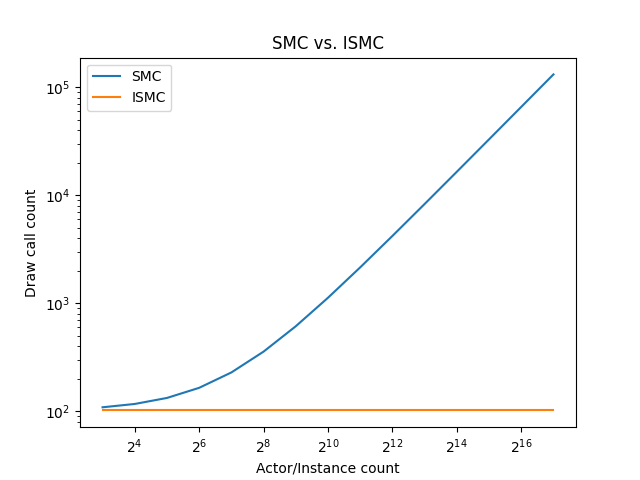 SMC vs. ISMC
SMC
ISMC
Draw call count
10^5
10^4
10^3
10^2
2^4 2^6 2^8 2^10 2^12 2^14 2^16
Actor/Instance count